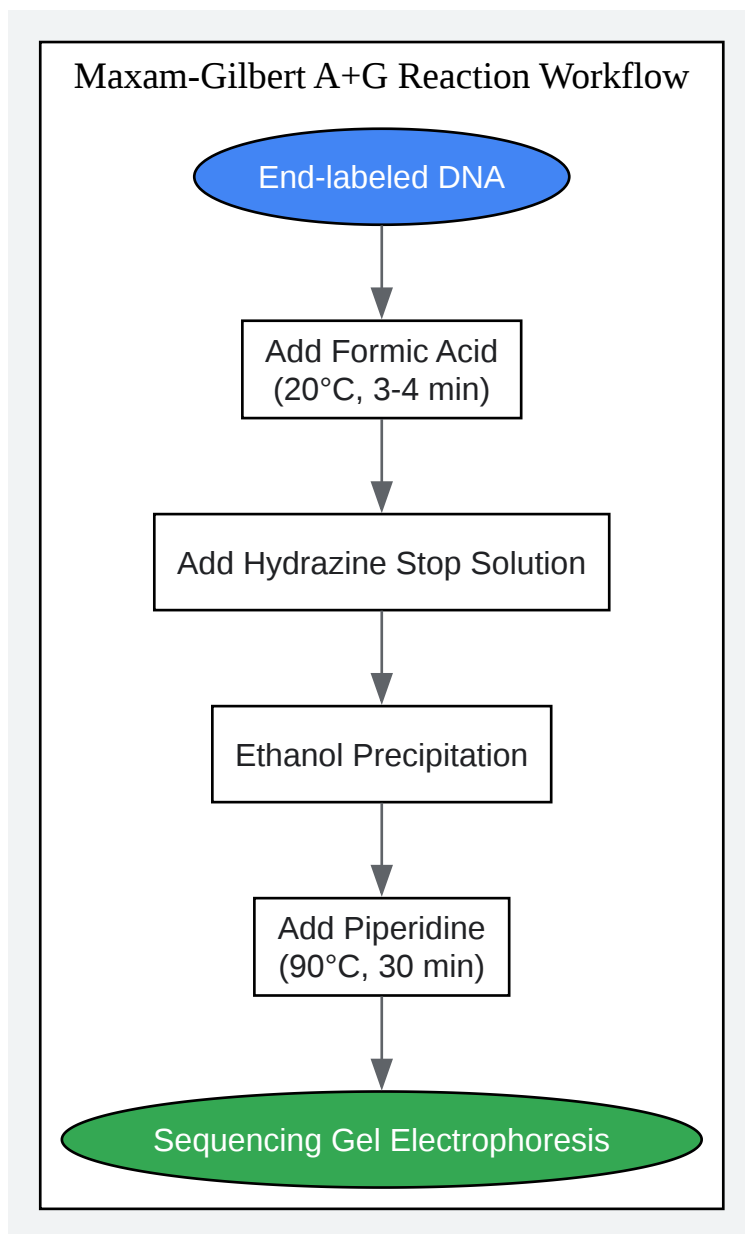 Maxam-Gilbert A+G Reaction Workflow
End-labeled DNA
Add Formic Acid
(20°C, 3-4 min)
Add Hydrazine Stop Solution
Ethanol Precipitation
Add Piperidine
(90°C, 30 min)
Sequencing Gel Electrophoresis